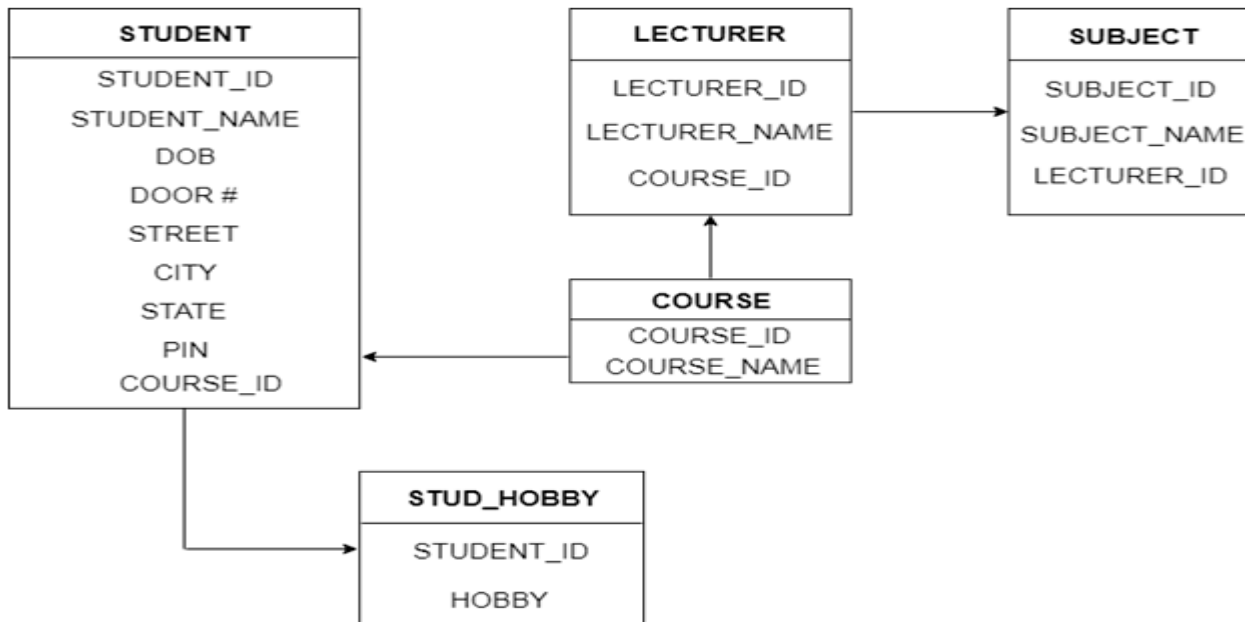 STUDENT
STUDENT_ID
STUDENT_NAME
DOB
DOOR #
STREET
CITY
STATE
PIN
COURSE_ID
LECTURER
LECTURER_ID
LECTURER_NAME
COURSE_ID
SUBJECT
SUBJECT_ID
SUBJECT_NAME
LECTURER_ID
COURSE
COURSE_ID
COURSE_NAME
STUD_HOBBY
STUDENT_ID
HOBBY